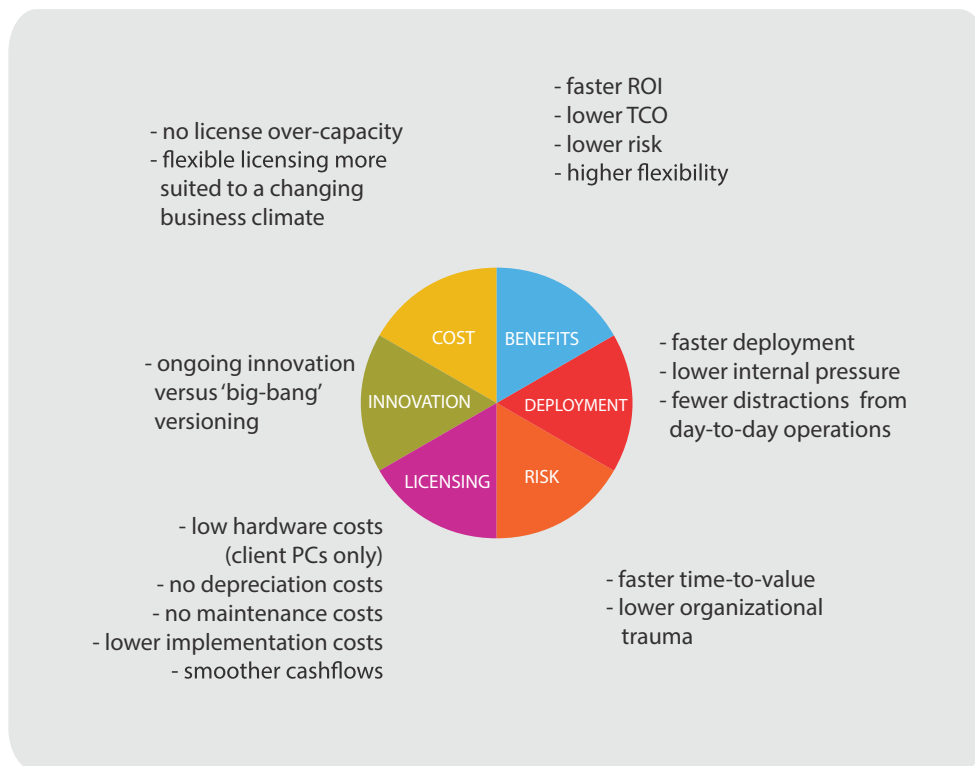 - faster ROI
- lower TCO
- lower risk
- higher flexibility
- no license over-capacity
- flexible licensing more
suited to a changing
business climate
COST
BENEFITS
- ongoing innovation
versus ‘big-bang’
versioning
INNOVATION
DEPLOYMENT
- faster deployment
- lower internal pressure
- fewer distractions from
day-to-day operations
LICENSING
RISK
- low hardware costs
(client PCs only)
- no depreciation costs
- no maintenance costs
- lower implementation costs
- smoother cashflows
- faster time-to-value
- lower organizational
trauma